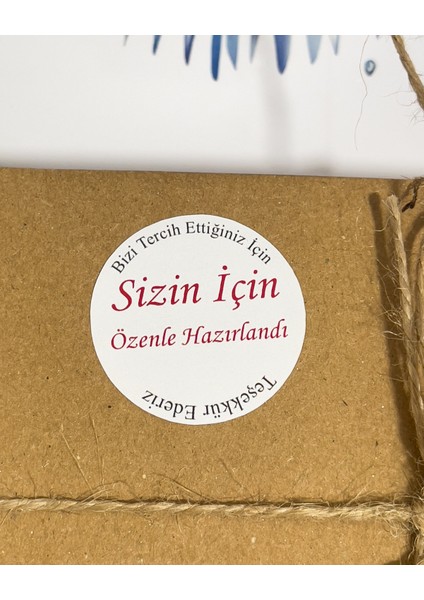 Bizi Tercih Ettiğiniz İçin
Sizin İçin
Özenle Hazırlandı
Teşekkür Ederiz